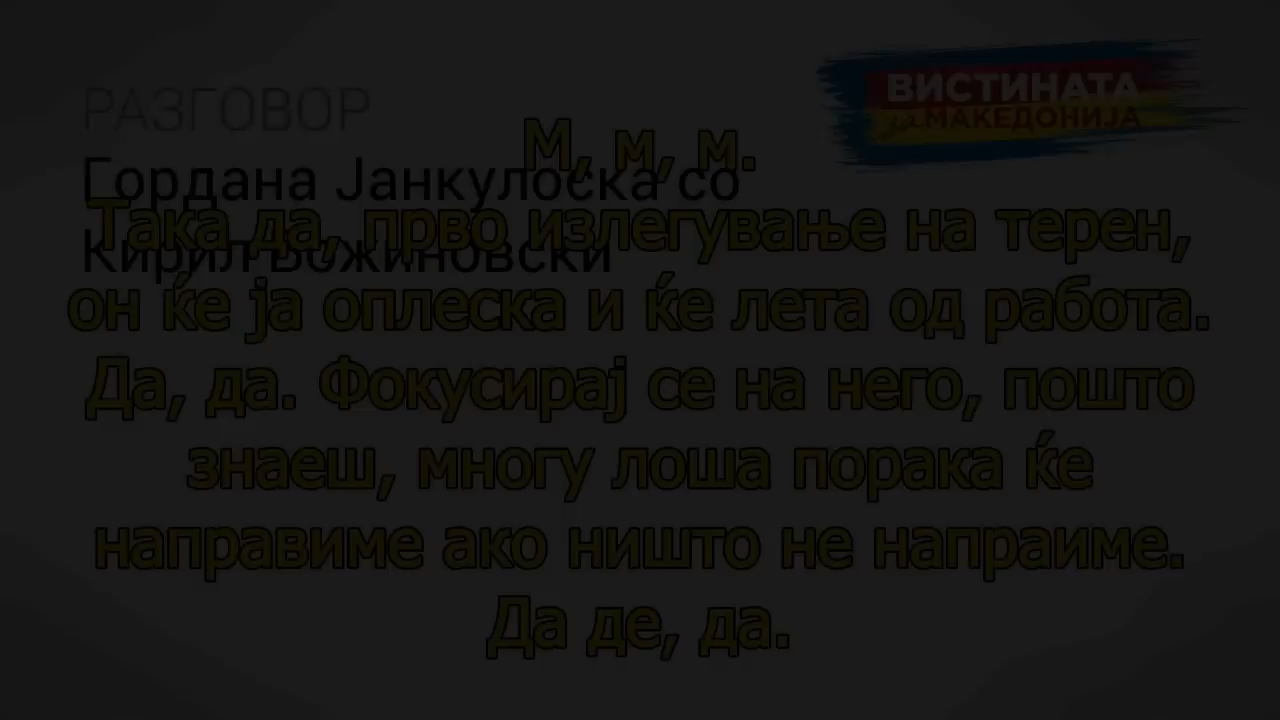 РАЗГОВОР
Гордана Јанкулоска со
Кирил Божиновски
ВИСТИНАТА
за МАКЕДОНИЈА
М, м, м.
Така да, прво излегување на терен,
он ќе ја оплеска и ќе лета од работа.
Да, да. Фокусирај се на него, пошто
знаеш, многу лоша порака ќе
направиме ако ништо не напраиме.
Да де, да.